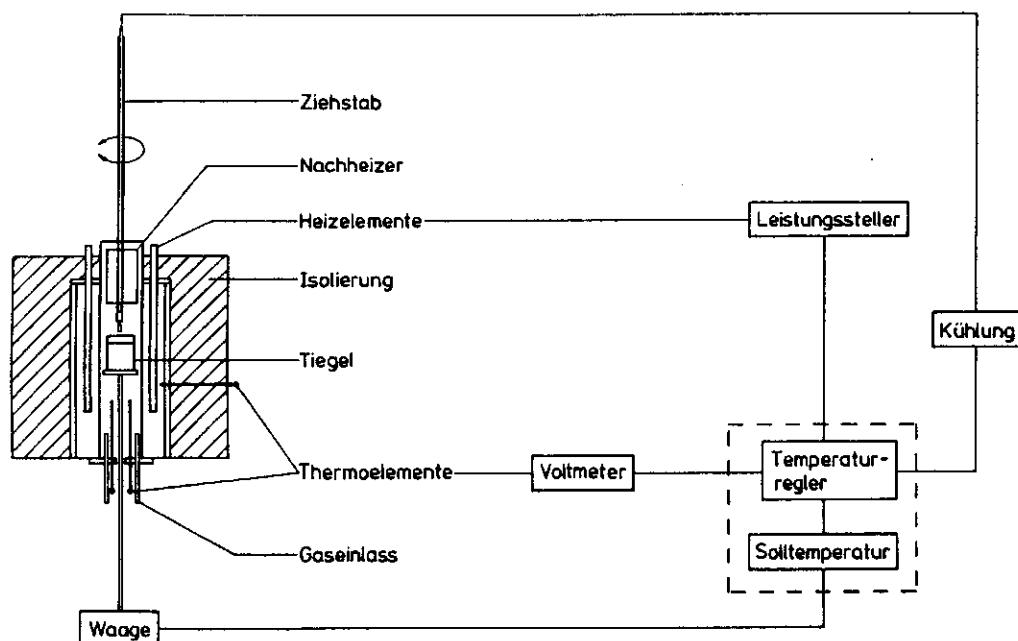 Ziehstab
Nachheizer
Heizelemente
Leistungssteller
Isolierung
Kühlung
Tiegel
Temperatur-
regler
Thermoelemente
Voltmeter
Solltemperatur
Gaseinlass
Waage